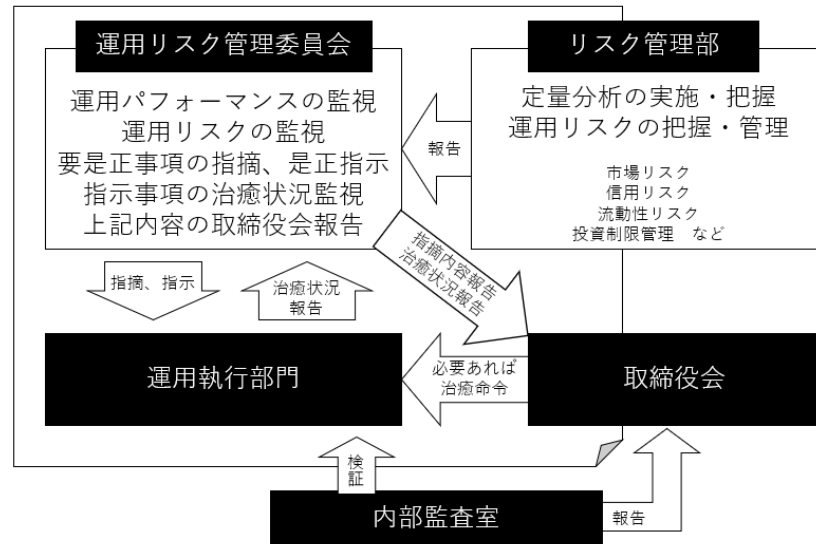 運用リスク管理委員会
運用パフォーマンスの監視
運用リスクの監視
要是正事項の指摘、是正指示
指示事項の治癒状況監視
上記内容の取締役会報告
リスク管理部
定量分析の実施・把握
運用リスクの把握・管理
市場リスク
信用リスク
流動性リスク
投資制限管理　など
報告
指摘内容報告
治癒状況報告
指摘、指示
治癒状況
報告
運用執行部門
必要あれば
治癒命令
取締役会
検証
内部監査室
報告